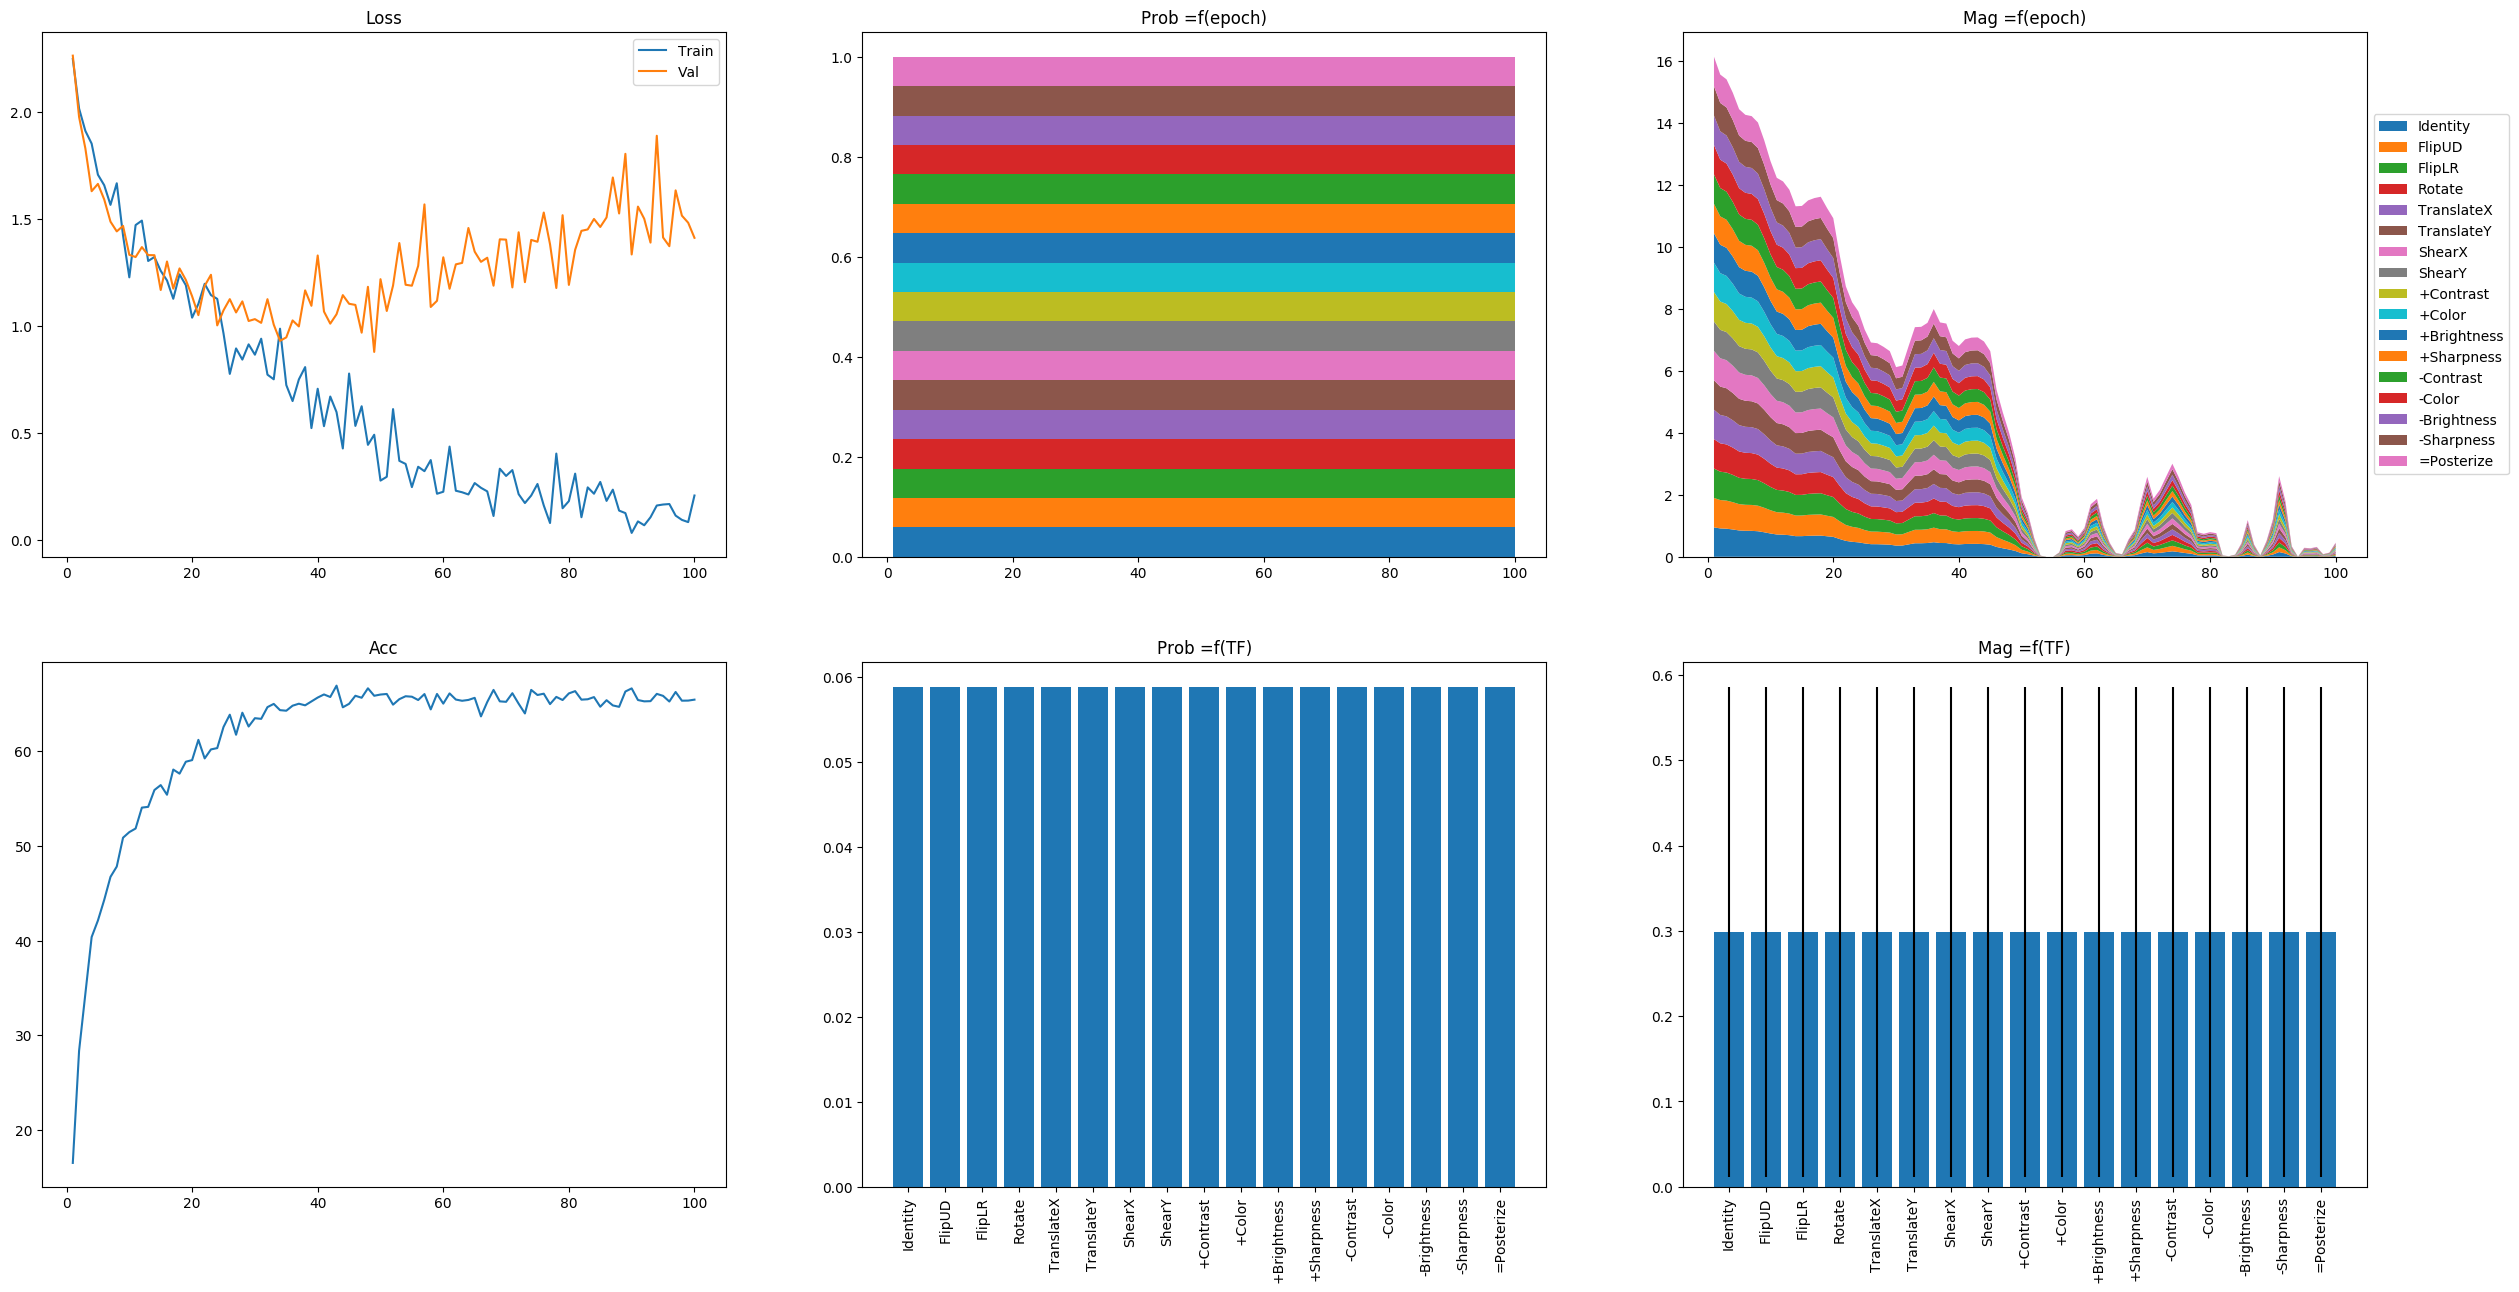 Loss
Train
Val
2.0
1.5
1.0
0.5
0.0
0 20 40 60 80 100
Prob =f(epoch)
1.0
0.8
0.6
0.4
0.2
0.0
0 20 40 60 80 100
Mag =f(epoch)
16
14
12
10
8
6
4
2
0
0 20 40 60 80 100
Identity
FlipUD
FlipLR
Rotate
TranslateX
TranslateY
ShearX
ShearY
+Contrast
+Color
+Brightness
+Sharpness
-Contrast
-Color
-Brightness
-Sharpness
=Posterize
Acc
60
50
40
30
20
0 20 40 60 80 100
Prob =f(TF)
0.06
0.05
0.04
0.03
0.02
0.01
0.00
Identity
FlipUD
FlipLR
Rotate
TranslateX
TranslateY
ShearX
ShearY
+Contrast
+Color
+Brightness
+Sharpness
-Contrast
-Color
-Brightness
-Sharpness
=Posterize
Mag =f(TF)
0.6
0.5
0.4
0.3
0.2
0.1
0.0
Identity
FlipUD
FlipLR
Rotate
TranslateX
TranslateY
ShearX
ShearY
+Contrast
+Color
+Brightness
+Sharpness
-Contrast
-Color
-Brightness
-Sharpness
=Posterize